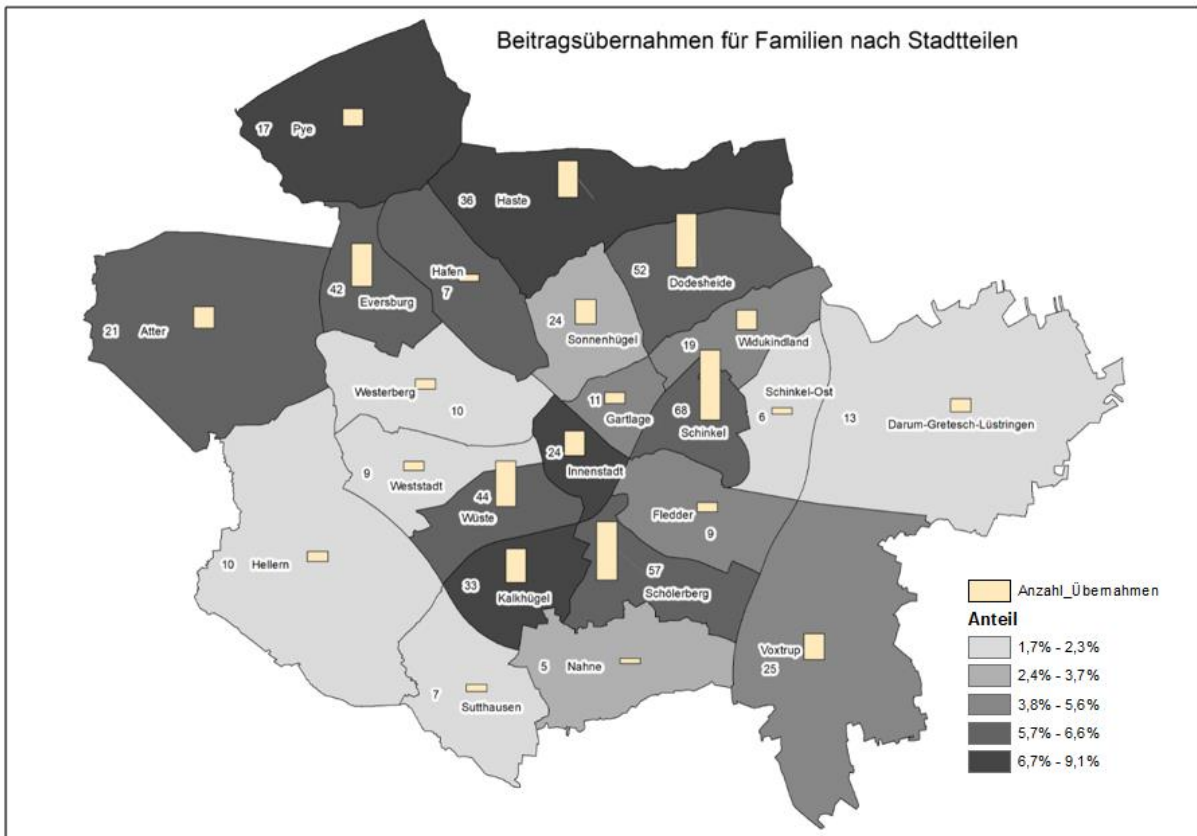 Beitragsübernahmen für Familien nach Stadtteilen
17 Pye
36 Haste
52
Dodesheide
42
Eversburg
Hafen
7
21 Atter
24
Sonnenhügel
19
Widukindland
Westerberg
10
11
Gartlage
68
Schinkel
Schinkel-Ost
6
13
Darum-Gretesch-Lüstringen
24
Innenstadt
9
Weststadt
44
Wüste
Fledder
9
10 Hellern
33
Kalkhügel
57
Schölerberg
Voxtrup
25
5 Nahne
7
Sutthausen
Anzahl_Übernahmen
Anteil
1,7% - 2,3%
2,4% - 3,7%
3,8% - 5,6%
5,7% - 6,6%
6,7% - 9,1%